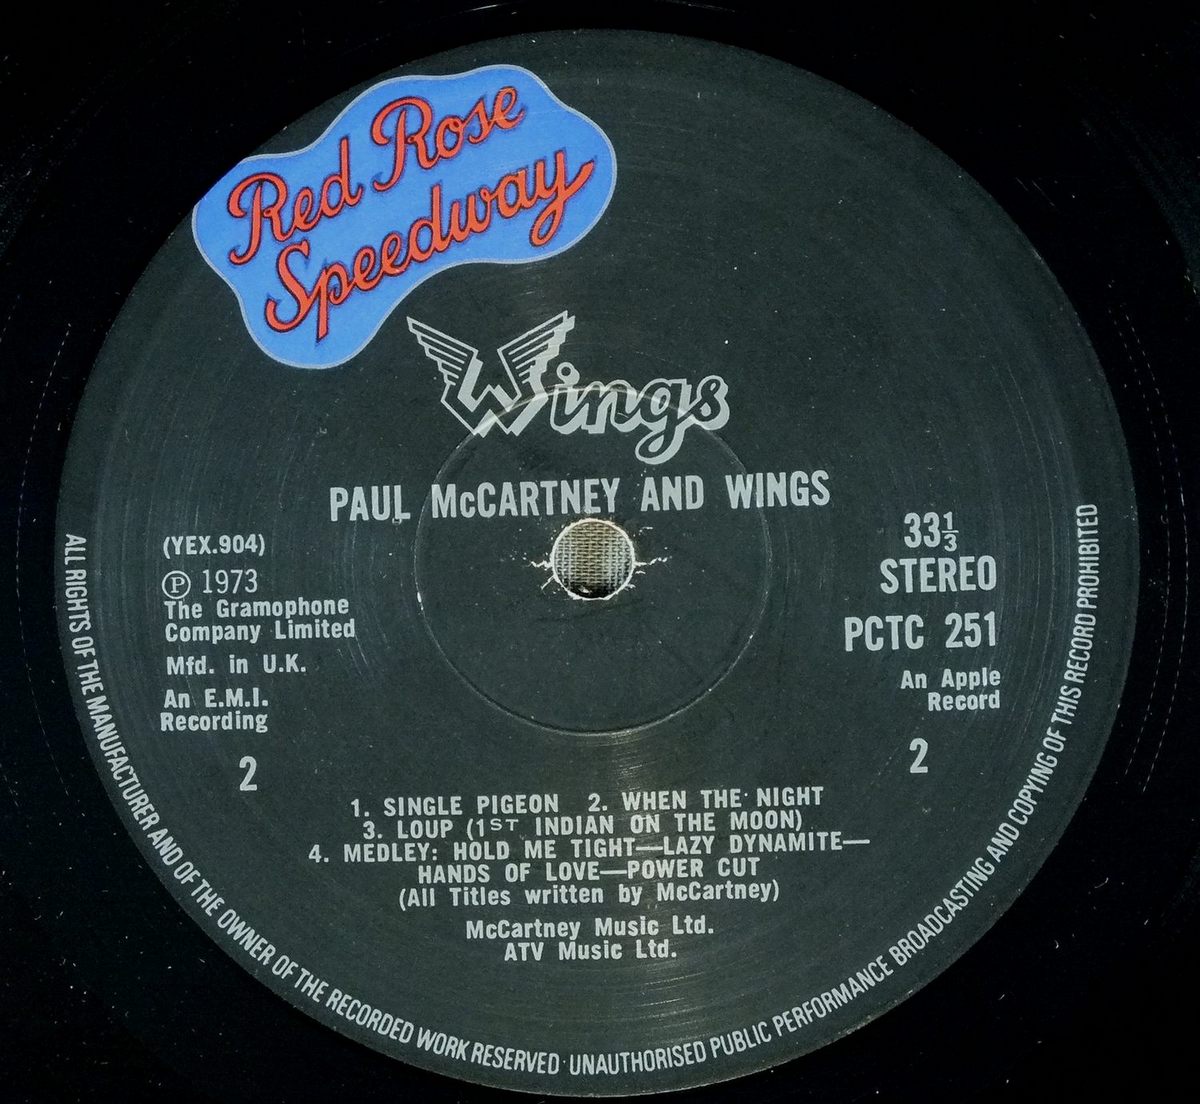 Red Rose
Speedway
Wings
PAUL McCARTNEY AND WINGS
(YEX.904)
Ⓟ 1973
The Gramophone
Company Limited
Mfd. in U.K.
An E.M.I.
Recording
2
33⅓
STEREO
PCTC 251
An Apple
Record
2
1. SINGLE PIGEON 2. WHEN THE NIGHT
3. LOUP (1ST INDIAN ON THE MOON)
4. MEDLEY: HOLD ME TIGHT—LAZY DYNAMITE—
HANDS OF LOVE—POWER CUT
(All Titles written by McCartney)
McCartney Music Ltd.
ATV Music Ltd.
ALL RIGHTS OF THE MANUFACTURER AND OF THE OWNER OF THE RECORDED WORK RESERVED · UNAUTHORISED PUBLIC PERFORMANCE BROADCASTING AND COPYING OF THIS RECORD PROHIBITED